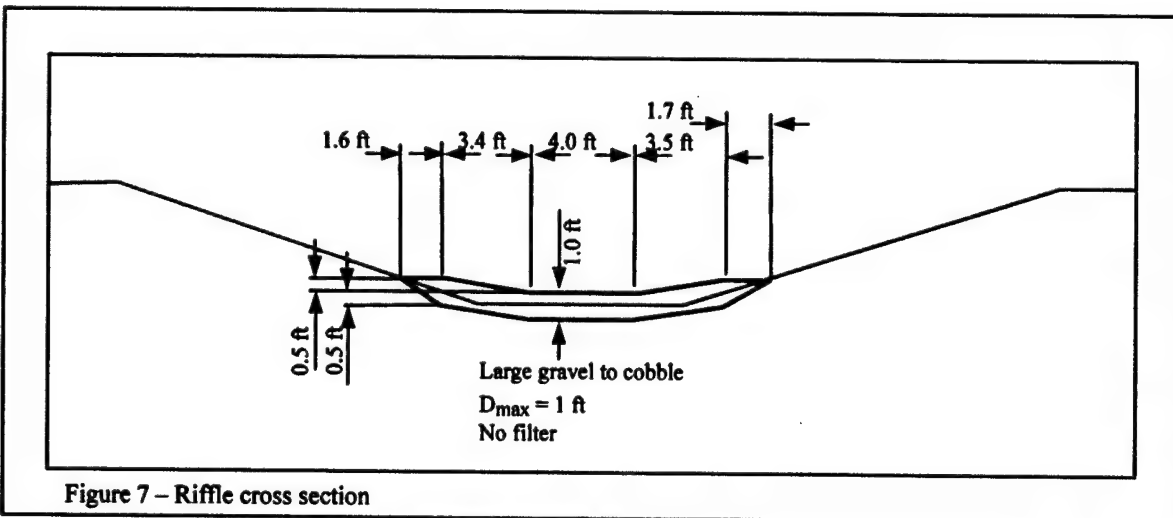 1.7 ft
1.6 ft 3.4 ft 4.0 ft 3.5 ft
1.0 ft
0.5 ft
0.5 ft
Large gravel to cobble
Dmax = 1 ft
No filter
Figure 7 – Riffle cross section